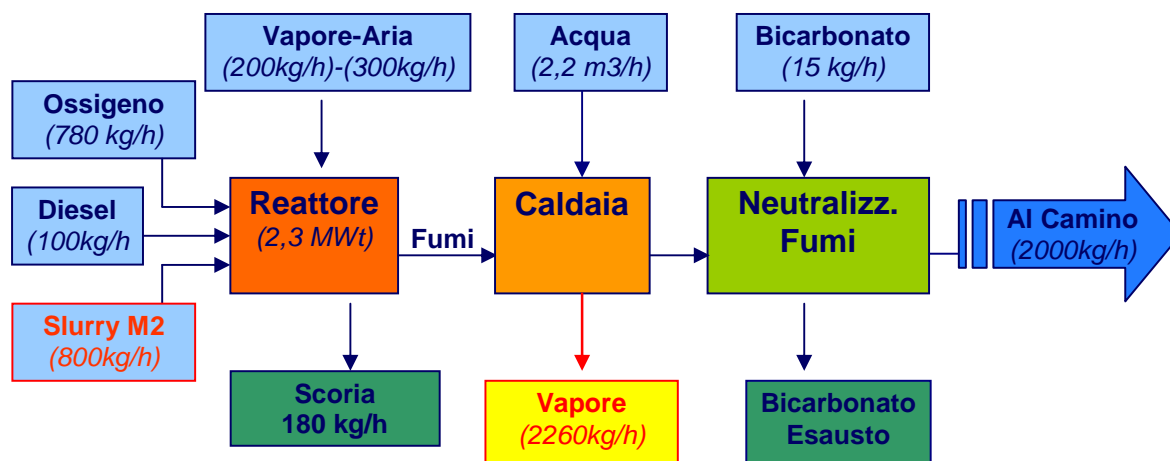 Vapore-Aria
(200kg/h)-(300kg/h)
Acqua
(2,2 m3/h)
Bicarbonato
(15 kg/h)
Ossigeno
(780 kg/h)
Diesel
(100kg/h
Slurry M2
(800kg/h)
Reattore
(2,3 MWt)
Fumi
Caldaia
Neutralizz.
Fumi
Al Camino
(2000kg/h)
Scoria
180 kg/h
Vapore
(2260kg/h)
Bicarbonato
Esausto